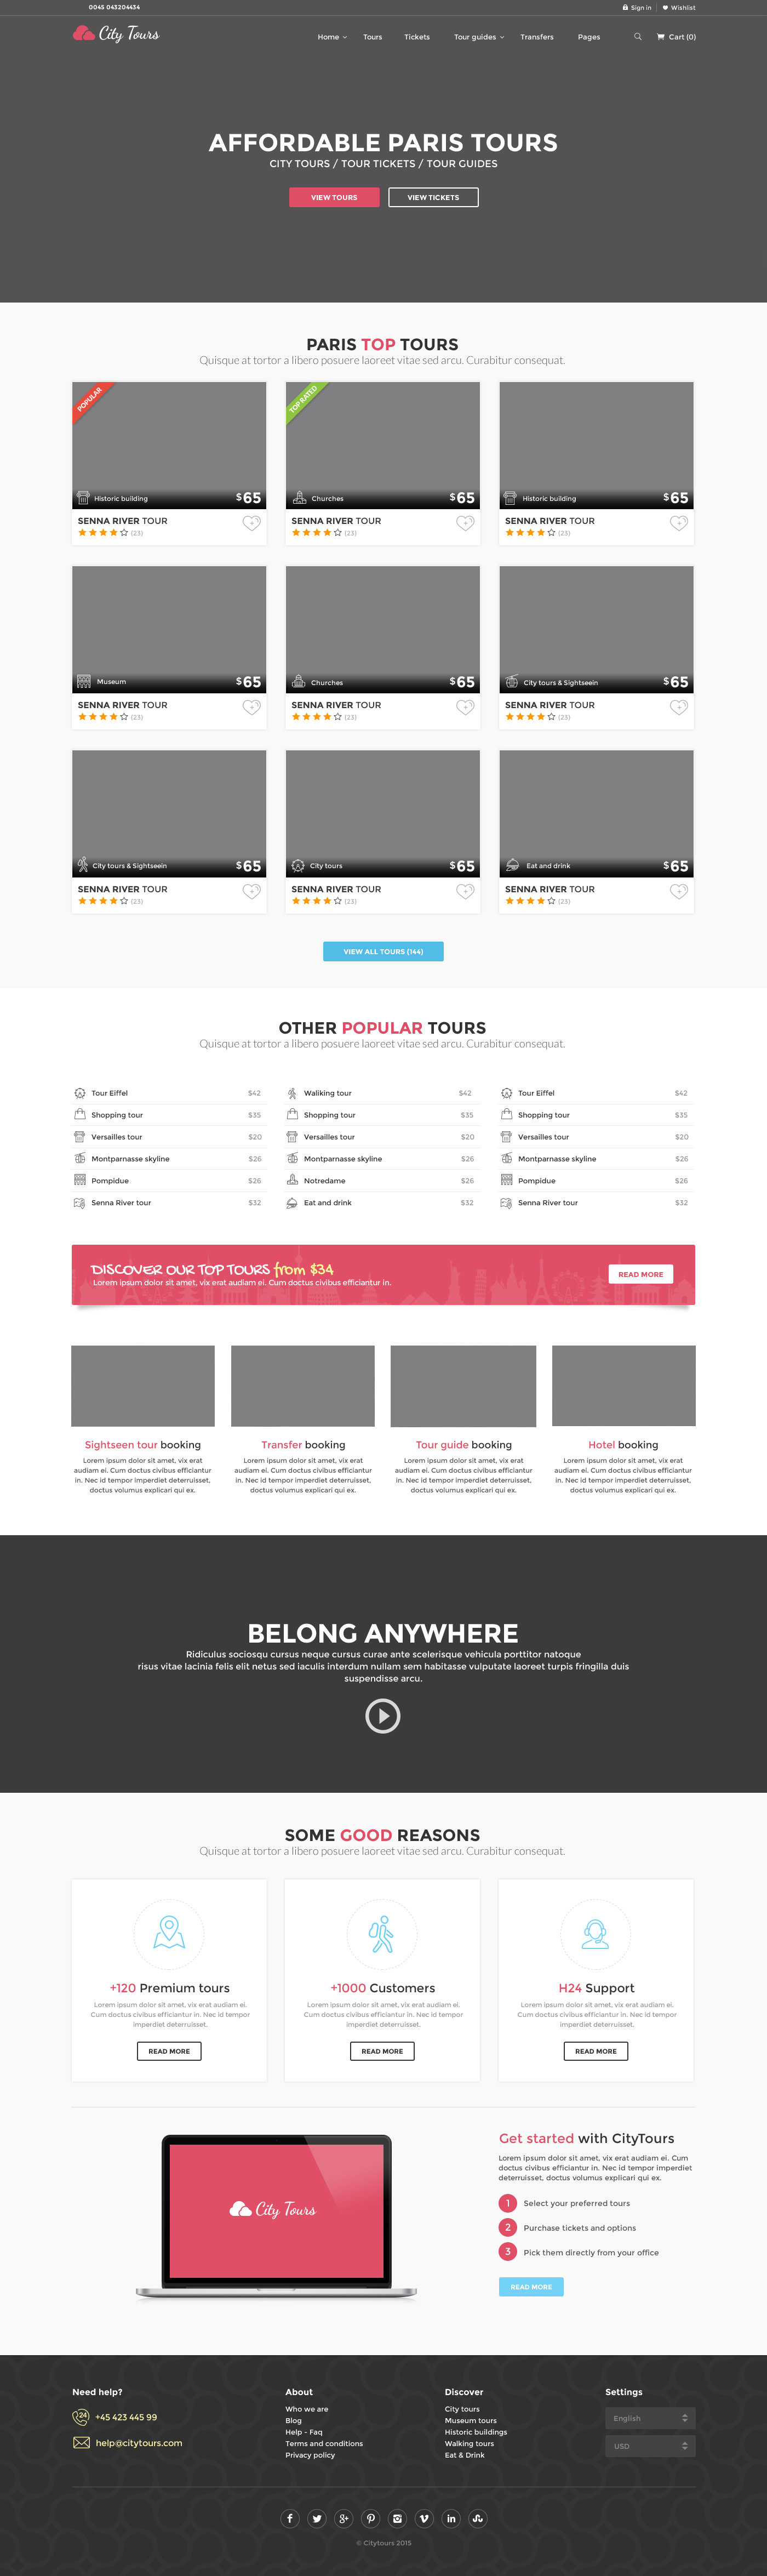 0045 043204434
Sign in
Wishlist
City Tours
Home
Tours
Tickets
Tour guides
Transfers
Pages
Cart (0)
AFFORDABLE PARIS TOURS
CITY TOURS / TOUR TICKETS / TOUR GUIDES
VIEW TOURS
VIEW TICKETS
PARIS TOP TOURS
Quisque at tortor a libero posuere laoreet vitae sed arcu. Curabitur consequat.
POPULAR
Historic building
$65
SENNA RIVER TOUR
(23)
TOP RATED
Churches
$65
SENNA RIVER TOUR
(23)
Historic building
$65
SENNA RIVER TOUR
(23)
Museum
$65
SENNA RIVER TOUR
(23)
Churches
$65
SENNA RIVER TOUR
(23)
City tours & Sightseein
$65
SENNA RIVER TOUR
(23)
City tours & Sightseein
$65
SENNA RIVER TOUR
(23)
City tours
$65
SENNA RIVER TOUR
(23)
Eat and drink
$65
SENNA RIVER TOUR
(23)
VIEW ALL TOURS (144)
OTHER POPULAR TOURS
Quisque at tortor a libero posuere laoreet vitae sed arcu. Curabitur consequat.
Tour Eiffel $42
Shopping tour $35
Versailles tour $20
Montparnasse skyline $26
Pompidue $26
Senna River tour $32
Waliking tour $42
Shopping tour $35
Versailles tour $20
Montparnasse skyline $26
Notredame $26
Eat and drink $32
Tour Eiffel $42
Shopping tour $35
Versailles tour $20
Montparnasse skyline $26
Pompidue $26
Senna River tour $32
DISCOVER OUR TOP TOURS from $34
Lorem ipsum dolor sit amet, vix erat audiam ei. Cum doctus civibus efficiantur in.
READ MORE
Sightseen tour booking
Lorem ipsum dolor sit amet, vix erat
audiam ei. Cum doctus civibus efficiantur
in. Nec id tempor imperdiet deterruisset,
doctus volumus explicari qui ex.
Transfer booking
Lorem ipsum dolor sit amet, vix erat
audiam ei. Cum doctus civibus efficiantur
in. Nec id tempor imperdiet deterruisset,
doctus volumus explicari qui ex.
Tour guide booking
Lorem ipsum dolor sit amet, vix erat
audiam ei. Cum doctus civibus efficiantur
in. Nec id tempor imperdiet deterruisset,
doctus volumus explicari qui ex.
Hotel booking
Lorem ipsum dolor sit amet, vix erat
audiam ei. Cum doctus civibus efficiantur
in. Nec id tempor imperdiet deterruisset,
doctus volumus explicari qui ex.
BELONG ANYWHERE
Ridiculus sociosqu cursus neque cursus curae ante scelerisque vehicula porttitor natoque
risus vitae lacinia felis elit netus sed iaculis interdum nullam sem habitasse vulputate laoreet turpis fringilla duis
suspendisse arcu.
SOME GOOD REASONS
Quisque at tortor a libero posuere laoreet vitae sed arcu. Curabitur consequat.
+120 Premium tours
Lorem ipsum dolor sit amet, vix erat audiam ei.
Cum doctus civibus efficiantur in. Nec id tempor
imperdiet deterruisset.
READ MORE
+1000 Customers
Lorem ipsum dolor sit amet, vix erat audiam ei.
Cum doctus civibus efficiantur in. Nec id tempor
imperdiet deterruisset.
READ MORE
H24 Support
Lorem ipsum dolor sit amet, vix erat audiam ei.
Cum doctus civibus efficiantur in. Nec id tempor
imperdiet deterruisset.
READ MORE
City Tours
Get started with CityTours
Lorem ipsum dolor sit amet, vix erat audiam ei. Cum
doctus civibus efficiantur in. Nec id tempor imperdiet
deterruisset, doctus volumus explicari qui ex.
1 Select your preferred tours
2 Purchase tickets and options
3 Pick them directly from your office
READ MORE
Need help?
24 +45 423 445 99
help@citytours.com
About
Who we are
Blog
Help - Faq
Terms and conditions
Privacy policy
Discover
City tours
Museum tours
Historic buildings
Walking tours
Eat & Drink
Settings
English
USD
© Citytours 2015